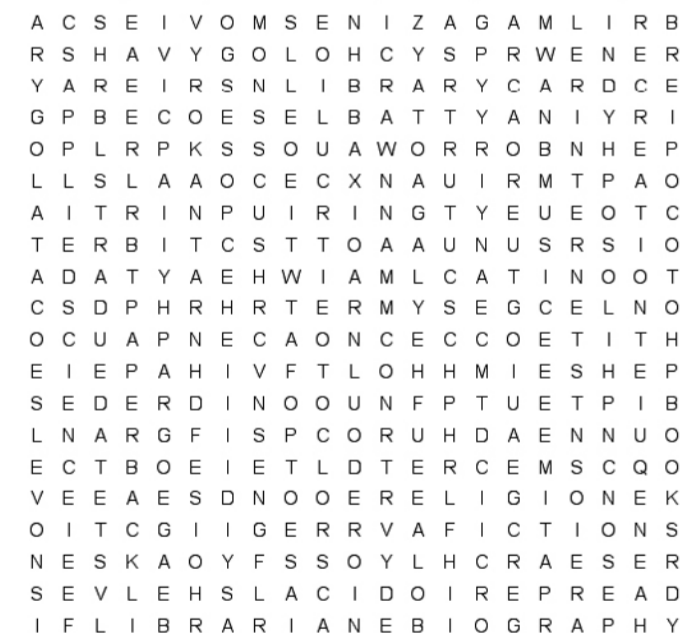 A C S E I V O M S E N I Z A G A M L I R B
R S H A V Y G O L O H C Y S P R W E N E R
Y A R E I R S N L I B R A R Y C A R D C E
G P B E C O E S E L B A T T Y A N I Y R I
O P L R P K S S O U A W O R R O B N H E P
L L S L A A O C E C X N A U I R M T P A O
A I T R I N P U I R I N G T Y E U E O T C
T E R B I T C S T T O A A U N U S R S I O
A D A T Y A E H W I A M L C A T I N O O T
C S D P H R H R T E R M Y S E G C E L N O
O C U A P N E C A O N C E C C O E T I T H
E I E P A H I V F T L O H H M I E S H E P
S E D E R D I N O O U N F P T U E T P I B
L N A R G F I S P C O R U H D A E N N U O
E C T B O E I E T L D T E R C E M S C Q O
V E E A E S D N O O E R E L I G I O N E K
O I T C G I I G E R R V A F I C T I O N S
N E S K A O Y F S S O Y L H C R A E S E R
S E V L E H S L A C I D O I R E P R E A D
I F L I B R A R I A N E B I O G R A P H Y